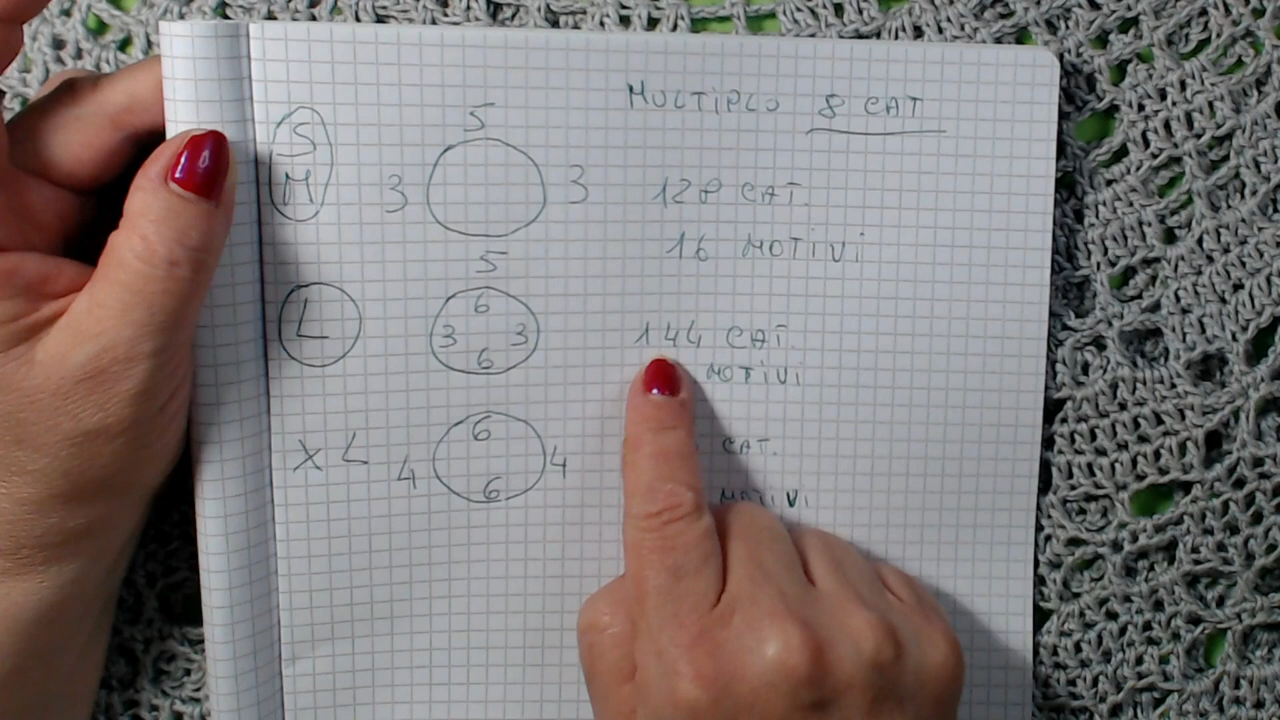 MULTIPLO 8 CAT
S
M
5
3 3
5
128 CAT.
16 MOTIVI
L
6
3 3
6
144 CAT.
MOTIVI
XL
6
4 4
6
CAT.
MOTIVI